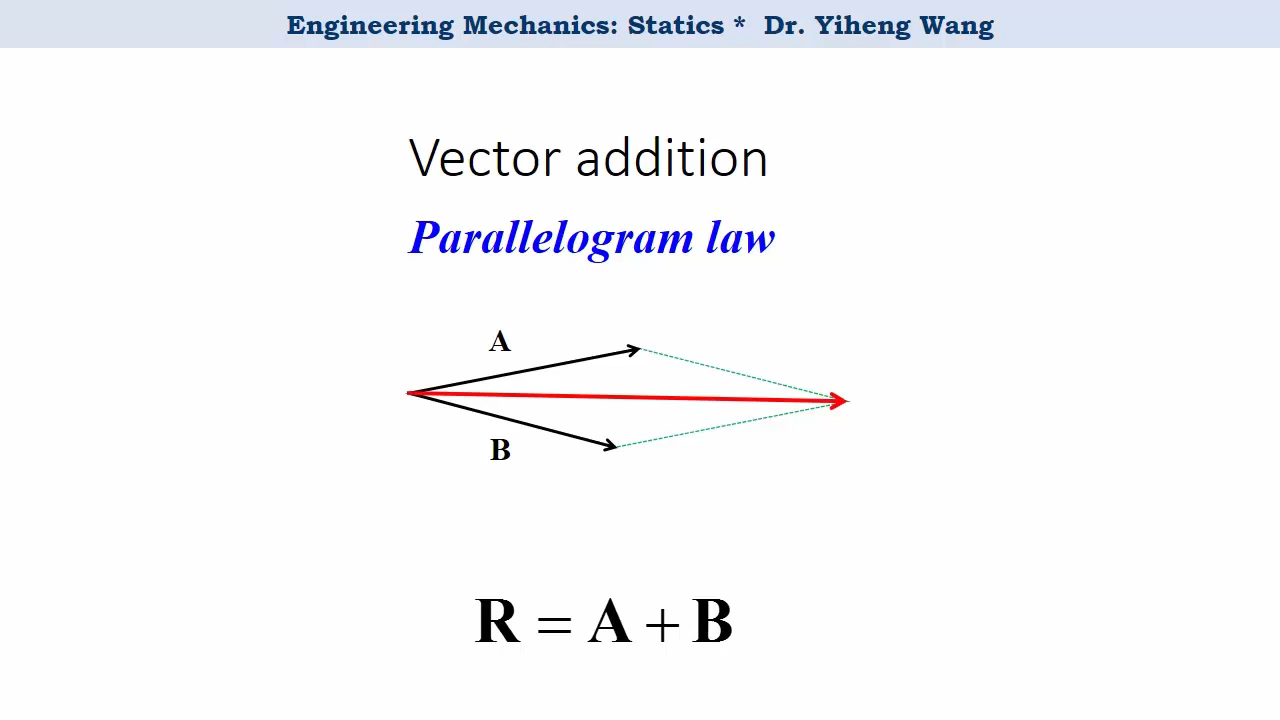 Engineering Mechanics: Statics * Dr. Yiheng Wang
Vector addition
Parallelogram law
A
B
R = A + B